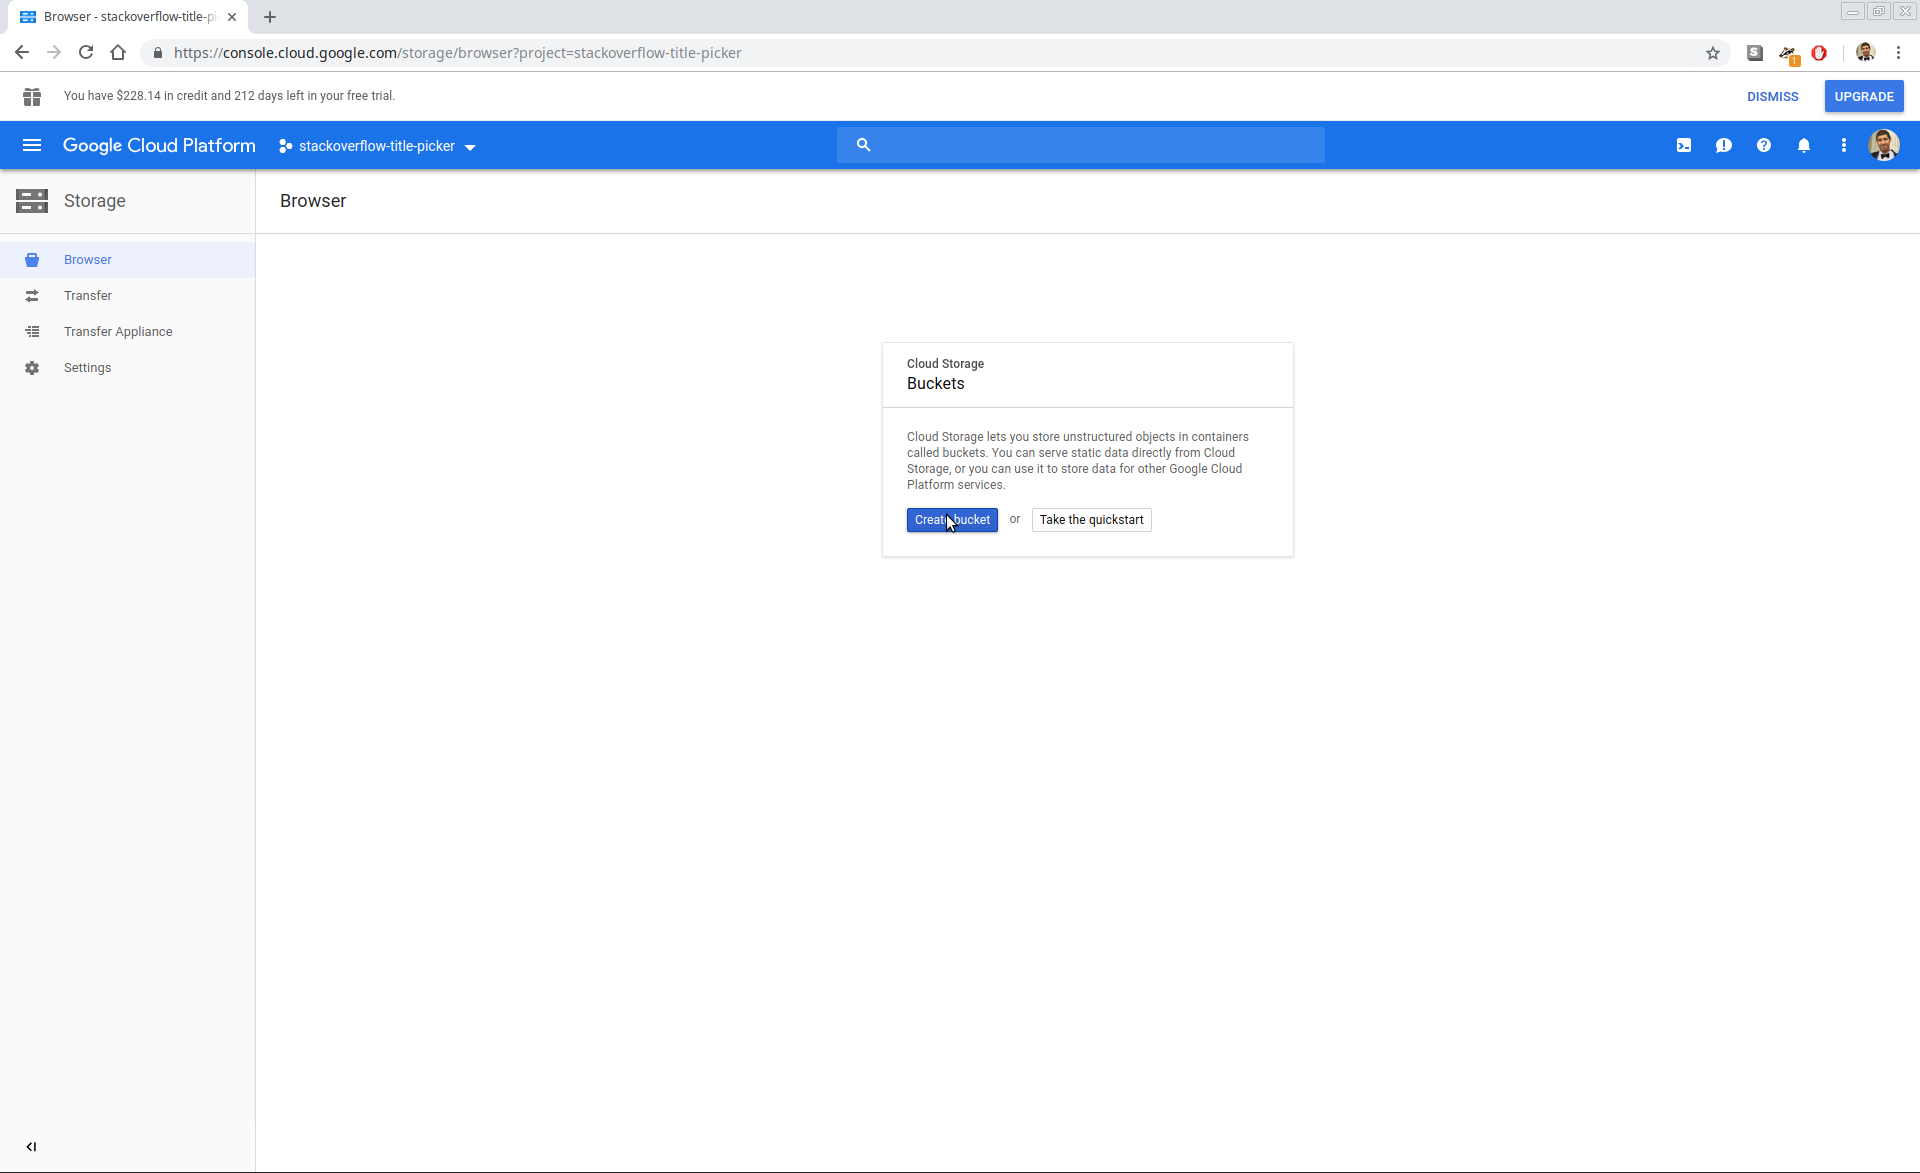 Browser - stackoverflow-title-pi
https://console.cloud.google.com/storage/browser?project=stackoverflow-title-picker
S
1
You have $228.14 in credit and 212 days left in your free trial.
DISMISS
UPGRADE
Google Cloud Platform
stackoverflow-title-picker
Storage
Browser
Browser
Transfer
Transfer Appliance
Settings
Cloud Storage
Buckets
Cloud Storage lets you store unstructured objects in containers
called buckets. You can serve static data directly from Cloud
Storage, or you can use it to store data for other Google Cloud
Platform services.
Create bucket or Take the quickstart